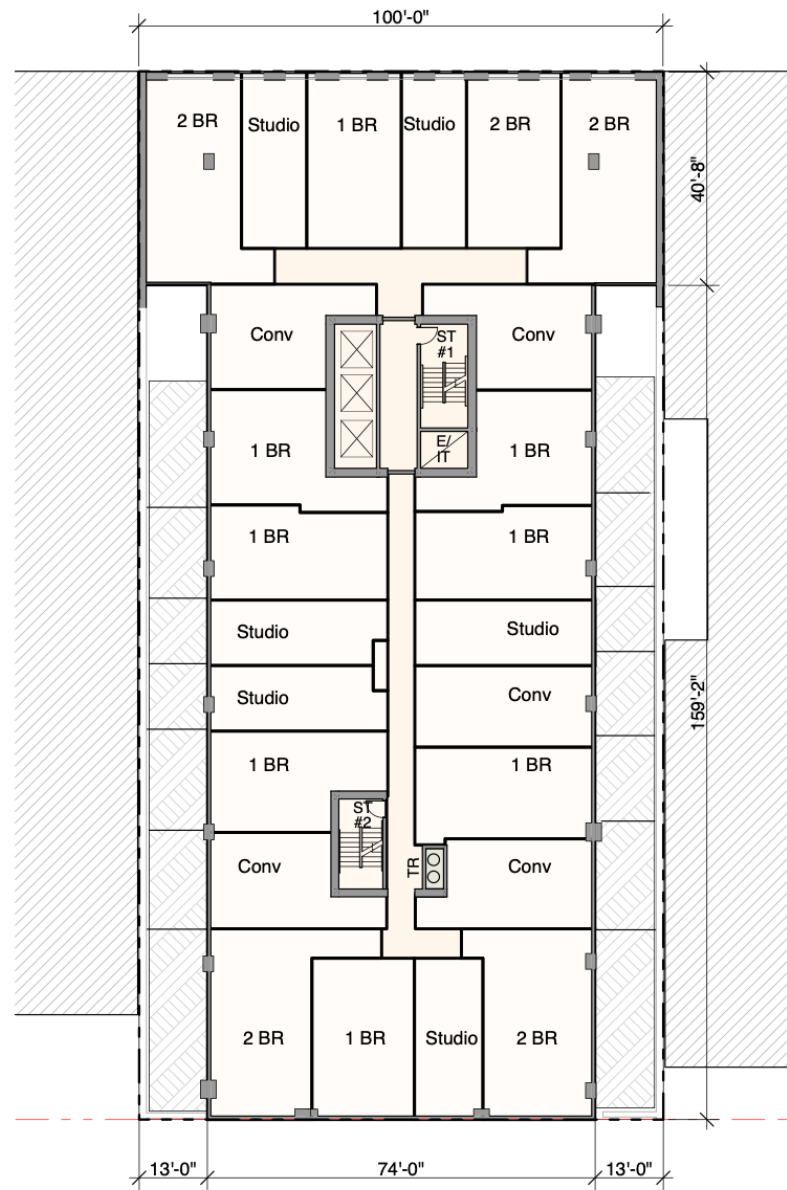 100'-0"
2 BR
Studio
1 BR
Studio
2 BR
2 BR
40'-8"
Conv
ST
#1
Conv
1 BR
E/
IT
1 BR
1 BR
1 BR
Studio
Studio
Studio
Conv
159'-2"
1 BR
1 BR
ST
#2
Conv
TR
Conv
2 BR
1 BR
Studio
2 BR
13'-0"
74'-0"
13'-0"